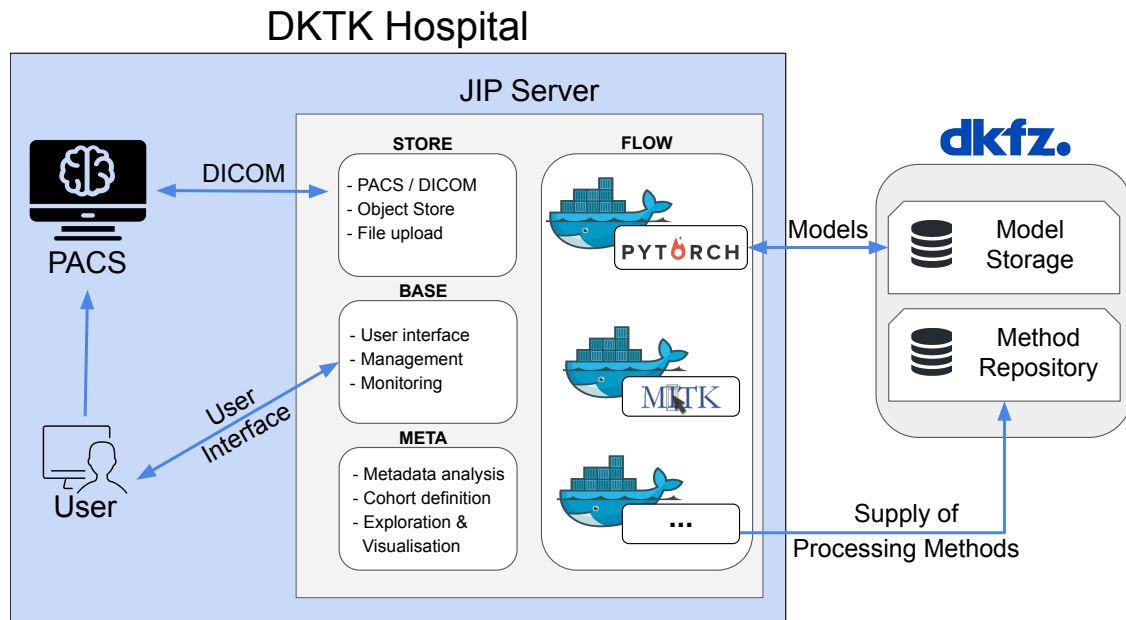 DKTK Hospital
JIP Server
PACS
User
DICOM
User
Interface
STORE
- PACS / DICOM
- Object Store
- File upload
BASE
- User interface
- Management
- Monitoring
META
- Metadata analysis
- Cohort definition
- Exploration &
Visualisation
FLOW
PYTORCH
MITK
...
Models
Supply of
Processing Methods
dkfz.
Model
Storage
Method
Repository